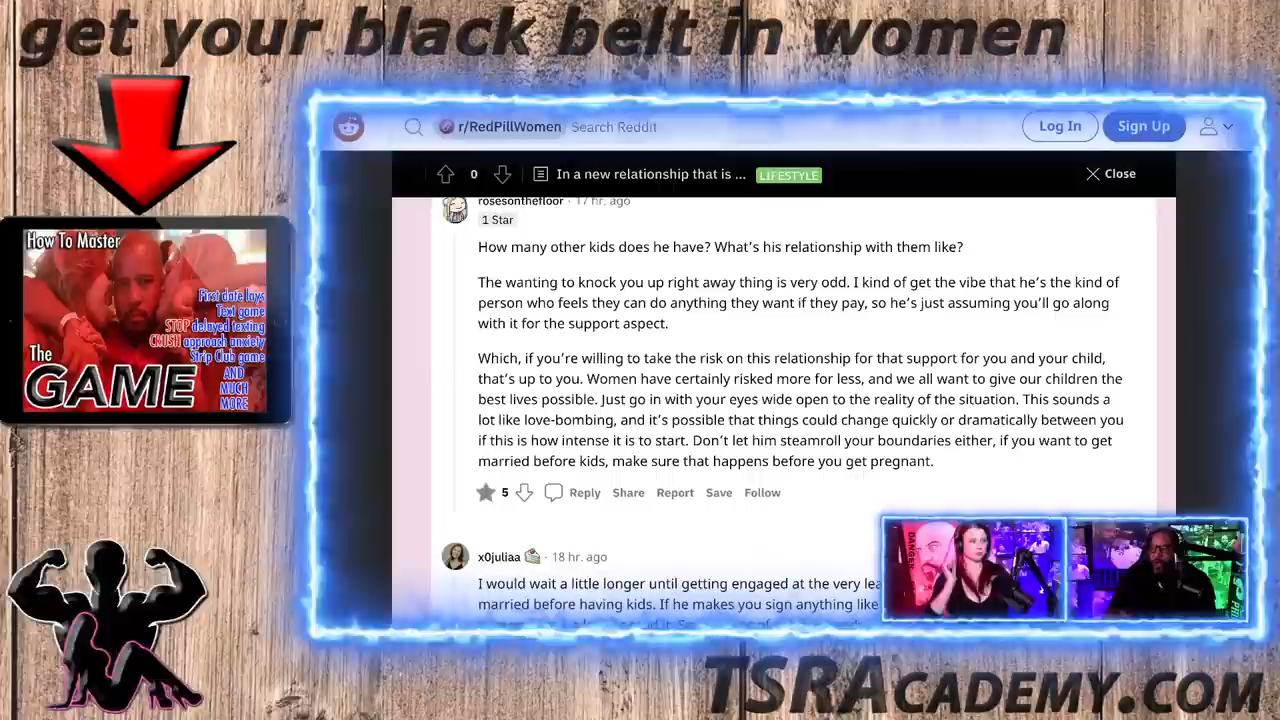 get your black belt in women
r/RedPillWomen Search Reddit
Log In
Sign Up
0
In a new relationship that is ...
LIFESTYLE
Close
rosesonthefloor · 17 hr. ago
1 Star
How many other kids does he have? What's his relationship with them like?
The wanting to knock you up right away thing is very odd. I kind of get the vibe that he's the kind of
person who feels they can do anything they want if they pay, so he's just assuming you'll go along
with it for the support aspect.
Which, if you're willing to take the risk on this relationship for that support for you and your child,
that's up to you. Women have certainly risked more for less, and we all want to give our children the
best lives possible. Just go in with your eyes wide open to the reality of the situation. This sounds a
lot like love-bombing, and it's possible that things could change quickly or dramatically between you
if this is how intense it is to start. Don't let him steamroll your boundaries either, if you want to get
married before kids, make sure that happens before you get pregnant.
5 Reply Share Report Save Follow
x0juliaa · 18 hr. ago
I would wait a little longer until getting engaged at the very
married before having kids. If he makes you sign anything like
How To Master
The
GAME
First date lays
Text game
STOP delayed texting
CRUSH approach anxiety
Strip Club game
AND
MUCH
MORE
DANGER
TSRACADEMY.COM